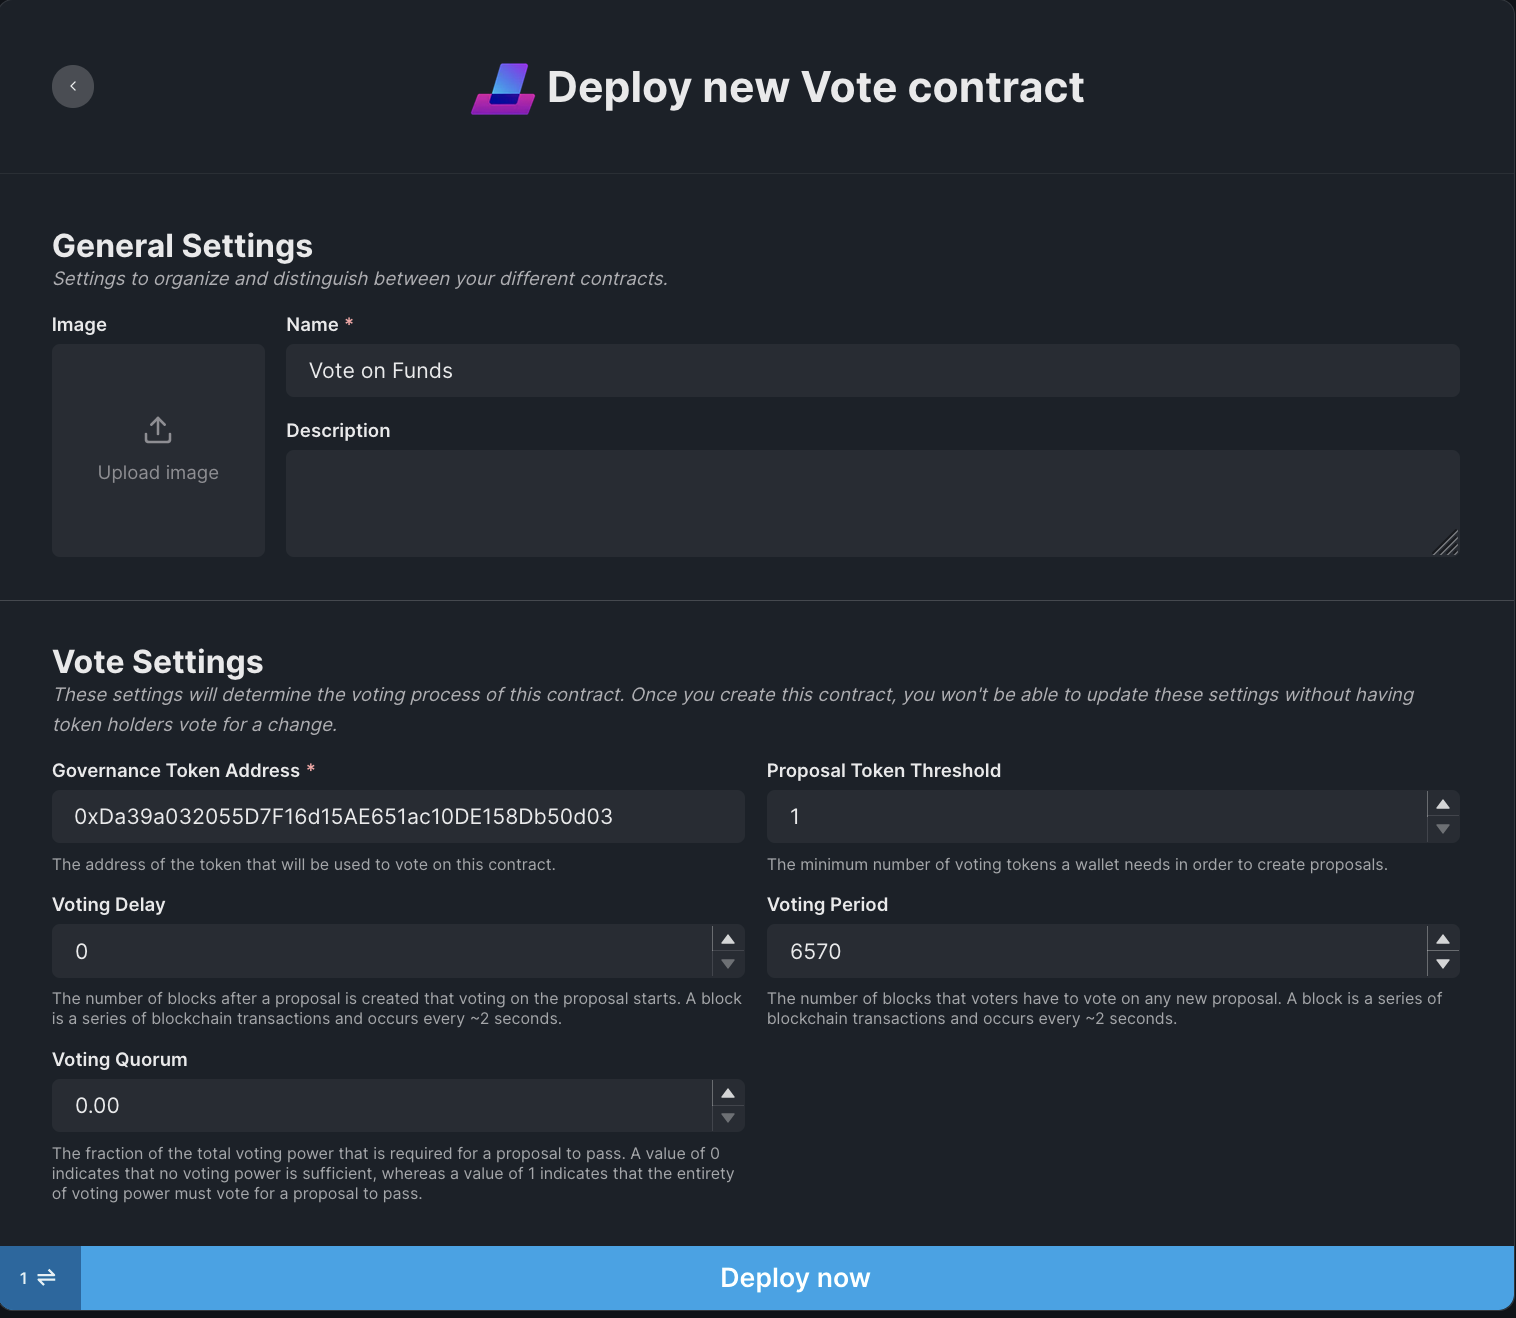 Deploy new Vote contract
General Settings
Settings to organize and distinguish between your different contracts.
Image
Name *
Vote on Funds
Upload image
Description
Vote Settings
These settings will determine the voting process of this contract. Once you create this contract, you won't be able to update these settings without having
token holders vote for a change.
Governance Token Address *
0xDa39a032055D7F16d15AE651ac10DE158Db50d03
The address of the token that will be used to vote on this contract.
Proposal Token Threshold
1
The minimum number of voting tokens a wallet needs in order to create proposals.
Voting Delay
0
The number of blocks after a proposal is created that voting on the proposal starts. A block
is a series of blockchain transactions and occurs every ~2 seconds.
Voting Period
6570
The number of blocks that voters have to vote on any new proposal. A block is a series of
blockchain transactions and occurs every ~2 seconds.
Voting Quorum
0.00
The fraction of the total voting power that is required for a proposal to pass. A value of 0
indicates that no voting power is sufficient, whereas a value of 1 indicates that the entirety
of voting power must vote for a proposal to pass.
1
Deploy now